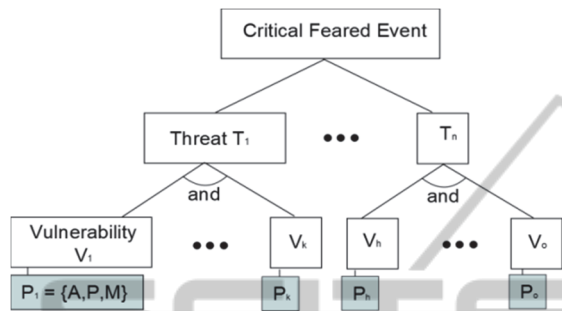 Critical Feared Event
Threat T₁ ••• Tₙ
and and
Vulnerability
V₁ ••• Vₖ Vₕ ••• Vₒ
P₁ = {A,P,M} Pₖ Pₕ Pₒ